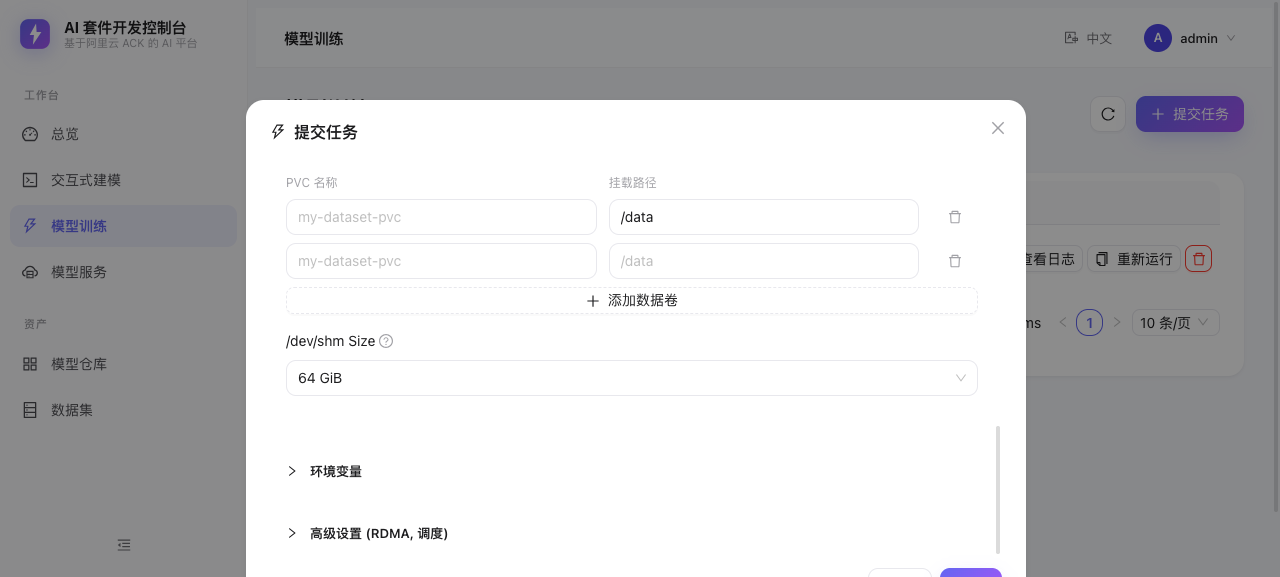 AI 套件开发控制台
基于阿里云 ACK 的 AI 平台
模型训练
中文
A
admin
工作台
总览
交互式建模
模型训练
模型服务
资产
模型仓库
数据集
提交任务
查看日志
重新运行
ms
1
10 条/页
提交任务
PVC 名称
挂载路径
my-dataset-pvc
/data
my-dataset-pvc
/data
添加数据卷
/dev/shm Size
64 GiB
环境变量
高级设置 (RDMA, 调度)